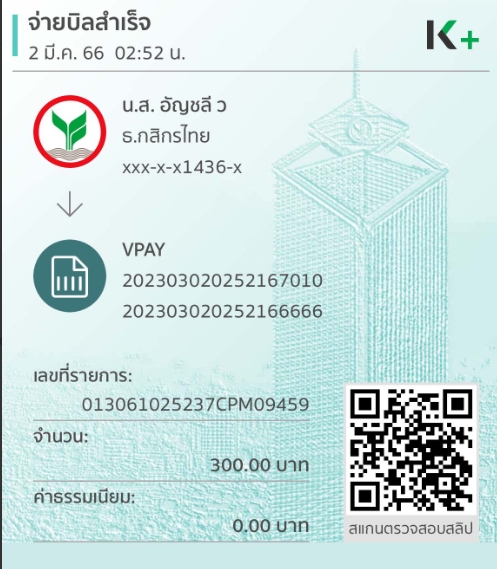 จ่ายบิลสำเร็จ
2 มี.ค. 66 02:52 น.
K+
น.ส. อัญชลี ว
ธ.กสิกรไทย
xxx-x-x1436-x
VPAY
202303020252167010
202303020252166666
เลขที่รายการ:
013061025237CPM09459
จำนวน:
300.00 บาท
ค่าธรรมเนียม:
0.00 บาท
สแกนตรวจสอบสลิป